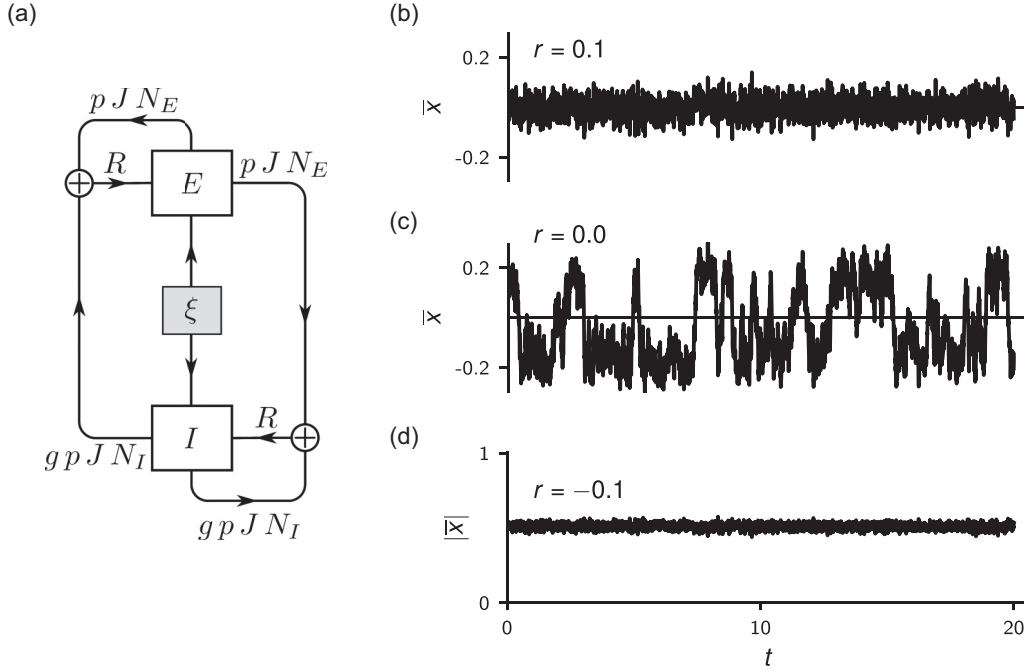 (a)
p J N_E
R
E
p J N_E
ξ
I
R
g p J N_I
g p J N_I
(b)
r = 0.1
0.2
x̅
-0.2
(c)
r = 0.0
0.2
x̅
-0.2
(d)
1
r = −0.1
|x̅|
0
0 10 20
t